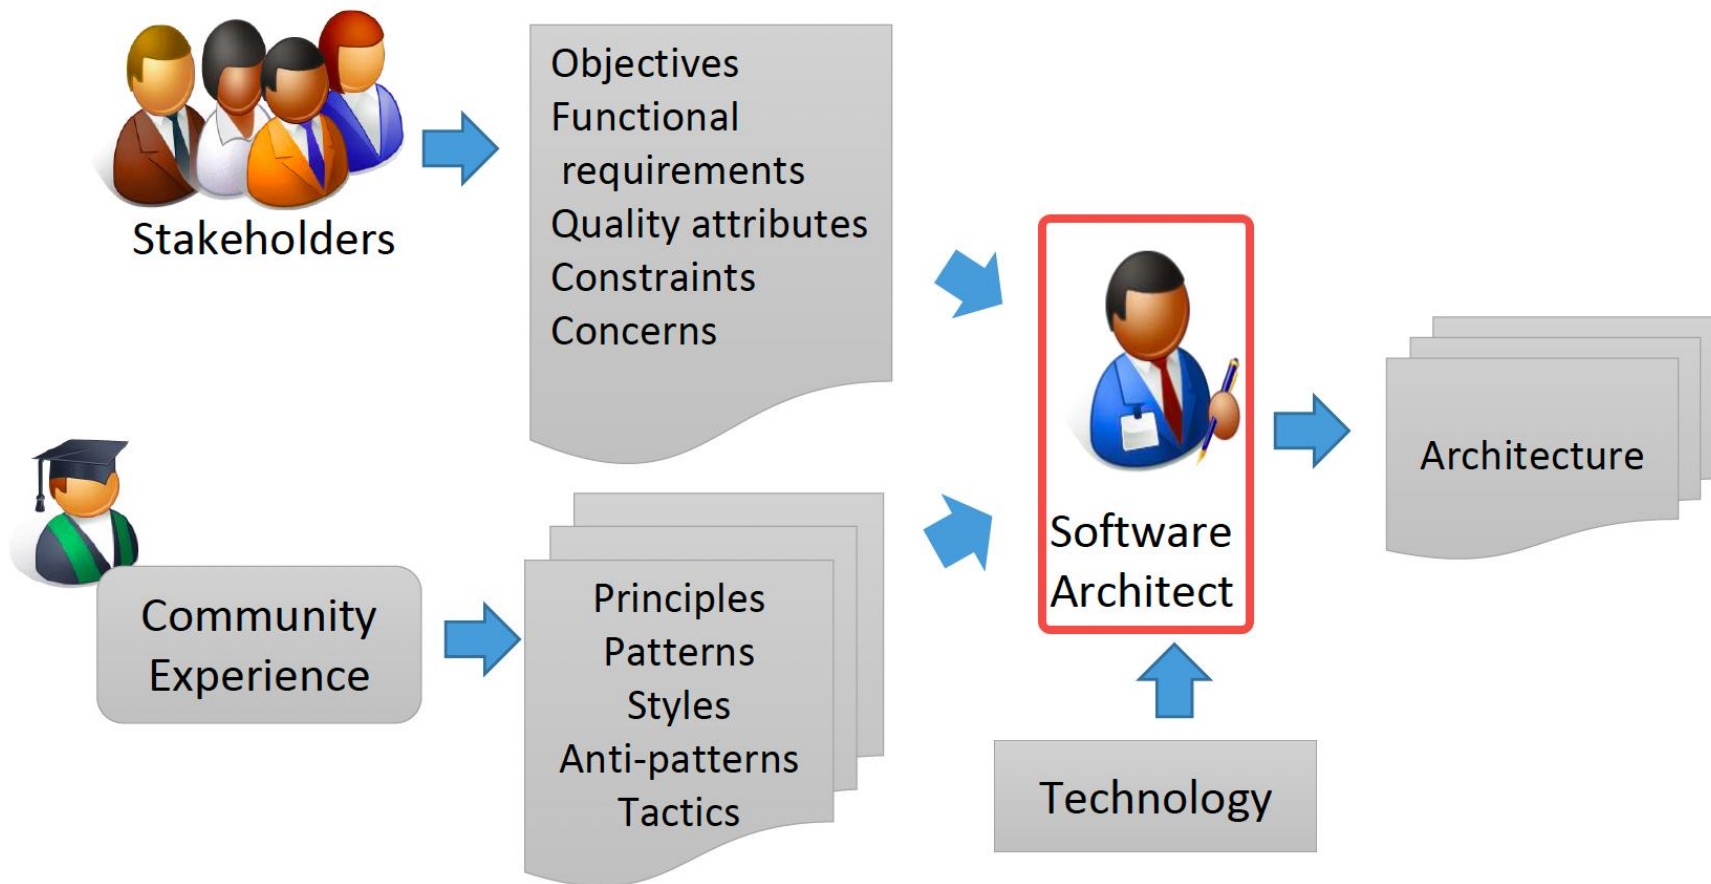 Stakeholders
Objectives
Functional
requirements
Quality attributes
Constraints
Concerns
Community
Experience
Principles
Patterns
Styles
Anti-patterns
Tactics
Software
Architect
Technology
Architecture